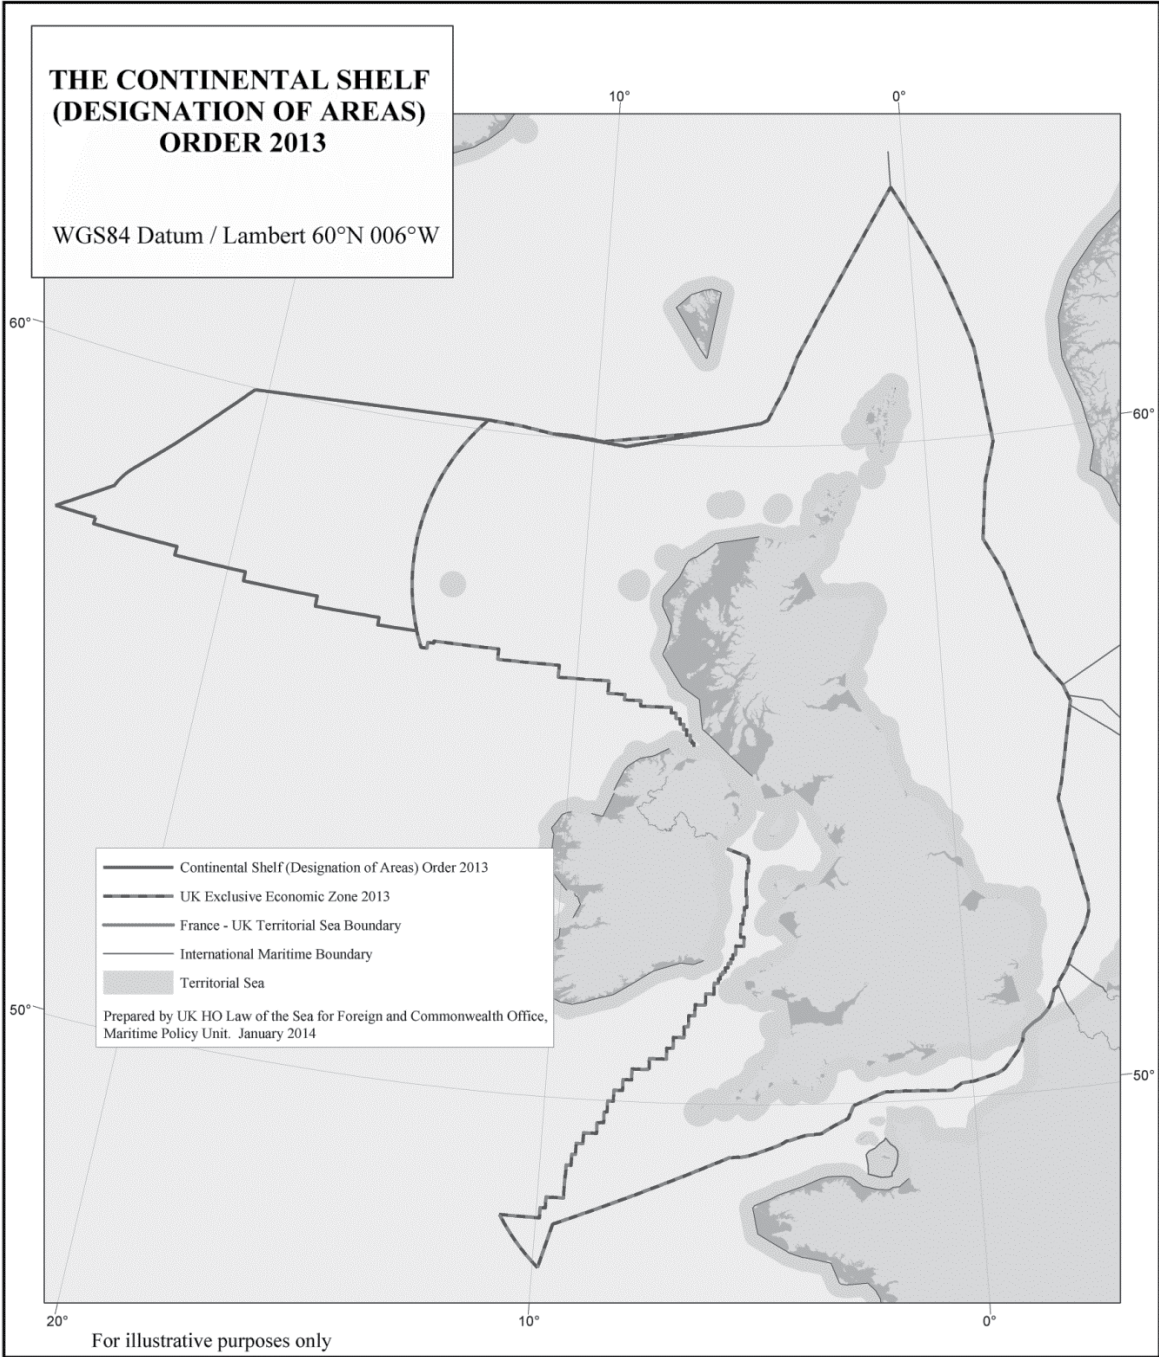 THE CONTINENTAL SHELF
(DESIGNATION OF AREAS)
ORDER 2013
WGS84 Datum / Lambert 60°N 006°W
10°
0°
60°
60°
Continental Shelf (Designation of Areas) Order 2013
UK Exclusive Economic Zone 2013
France - UK Territorial Sea Boundary
International Maritime Boundary
Territorial Sea
Prepared by UK HO Law of the Sea for Foreign and Commonwealth Office,
Maritime Policy Unit. January 2014
50°
50°
20°
10°
0°
For illustrative purposes only